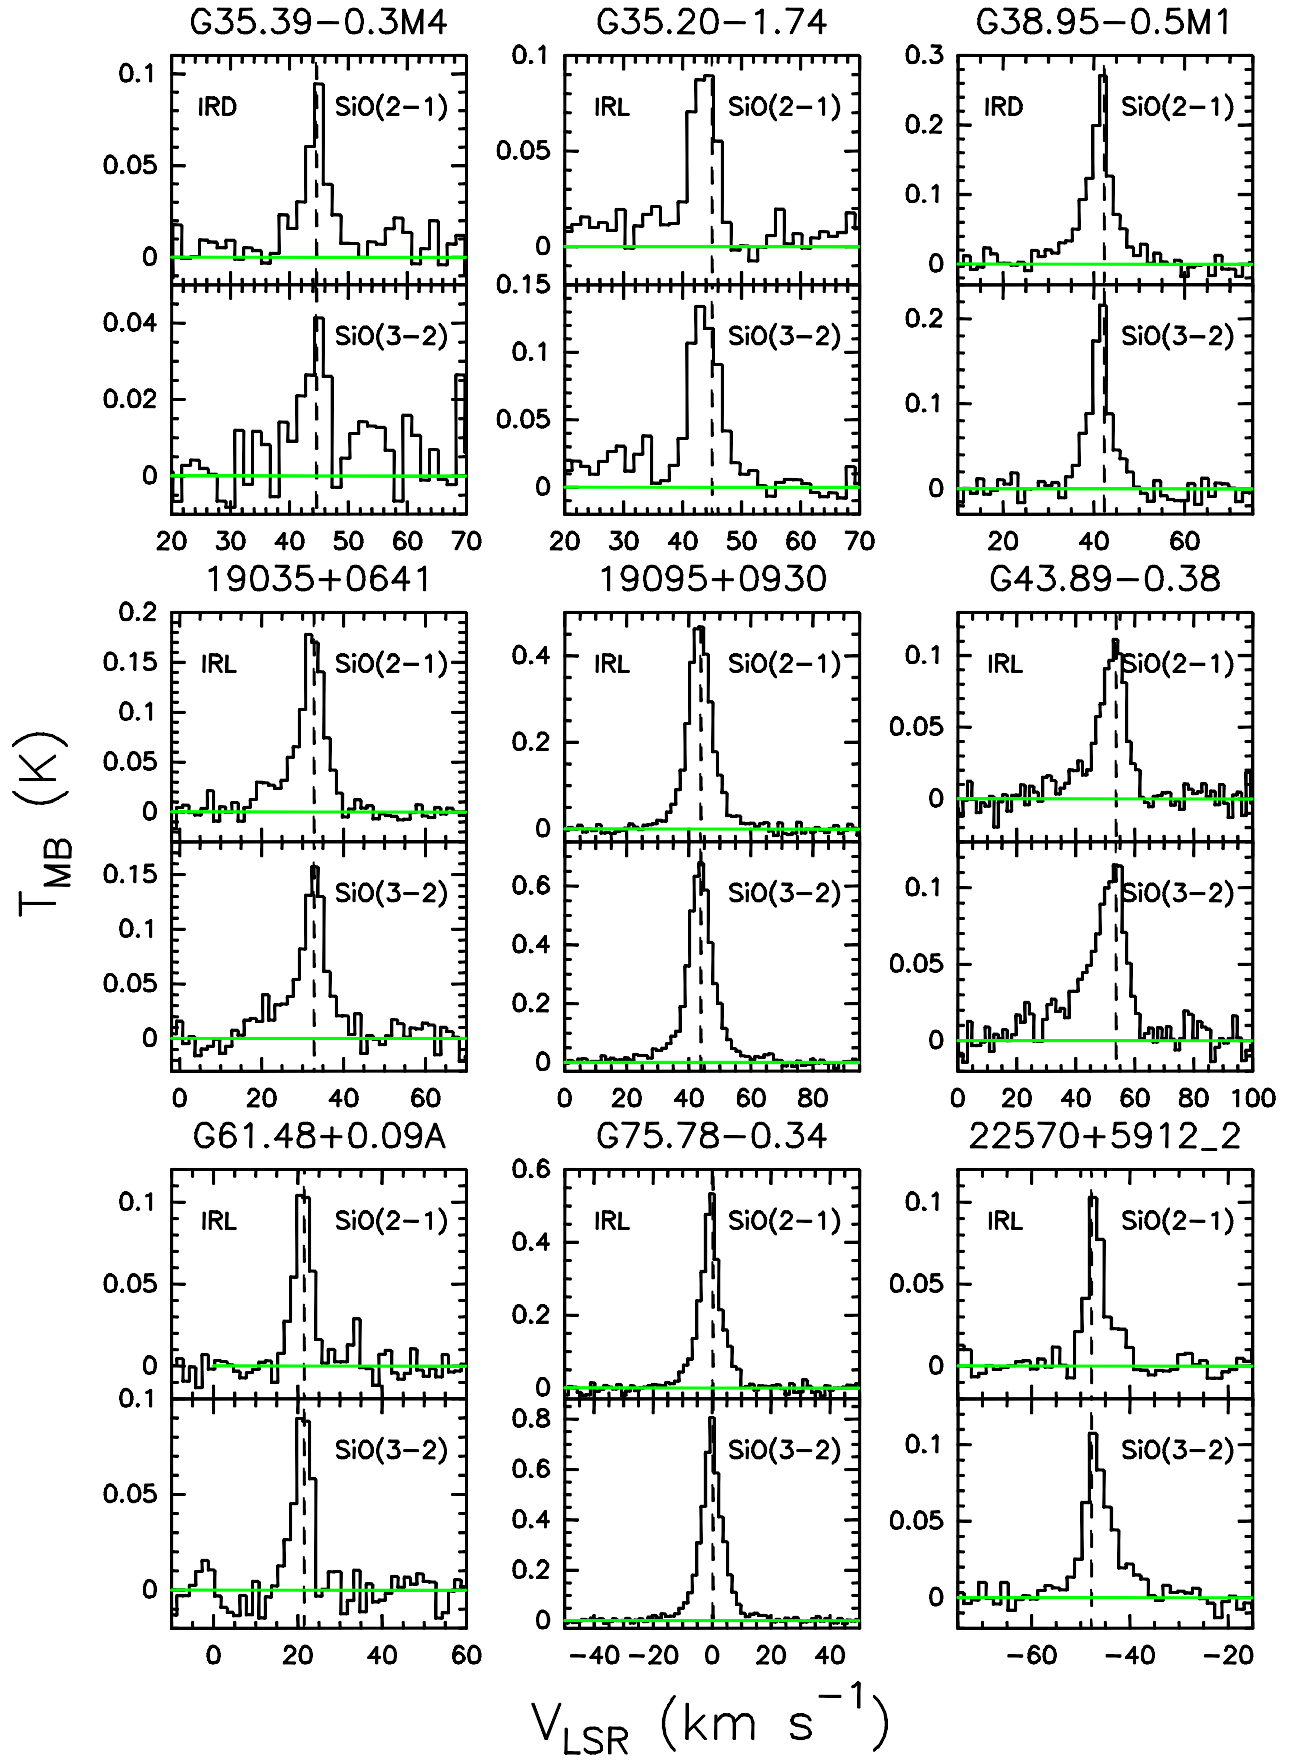 G35.39−0.3M4 G35.20−1.74 G38.95−0.5M1
0.1 IRD SiO(2−1) 0.1 IRL SiO(2−1) 0.3 IRD SiO(2−1)
0.05 0.05 0.2
0.1
0 0 0
SiO(3−2) 0.15 SiO(3−2) SiO(3−2)
0.04 0.1 0.2
0.02 0.05 0.1
0 0 0
20 30 40 50 60 70 20 30 40 50 60 70 20 40 60
19035+0641 19095+0930 G43.89−0.38
0.2 IRL SiO(2−1) IRL SiO(2−1) IRL SiO(2−1)
0.15 0.4 0.1
0.1 0.2 0.05
0.05
0 0 0
SiO(3−2) SiO(3−2) SiO(3−2)
0.15 0.6 0.1
0.1 0.4
0.05 0.2 0.05
0 0 0
0 20 40 60 0 20 40 60 80 0 20 40 60 80 100
G61.48+0.09A G75.78−0.34 22570+5912_2
0.1 IRL SiO(2−1) 0.6 SiO(2−1) 0.1 IRL SiO(2−1)
0.4
0.05 0.2 0.05
0 0 0
0.1 SiO(3−2) 0.8 SiO(3−2) SiO(3−2)
0.6 0.1
0.05 0.4 0.05
0.2
0 0 0
0 20 40 60 −40 −20 0 20 40 −60 −40 −20
T_MB (K)
V_LSR (km s⁻¹)